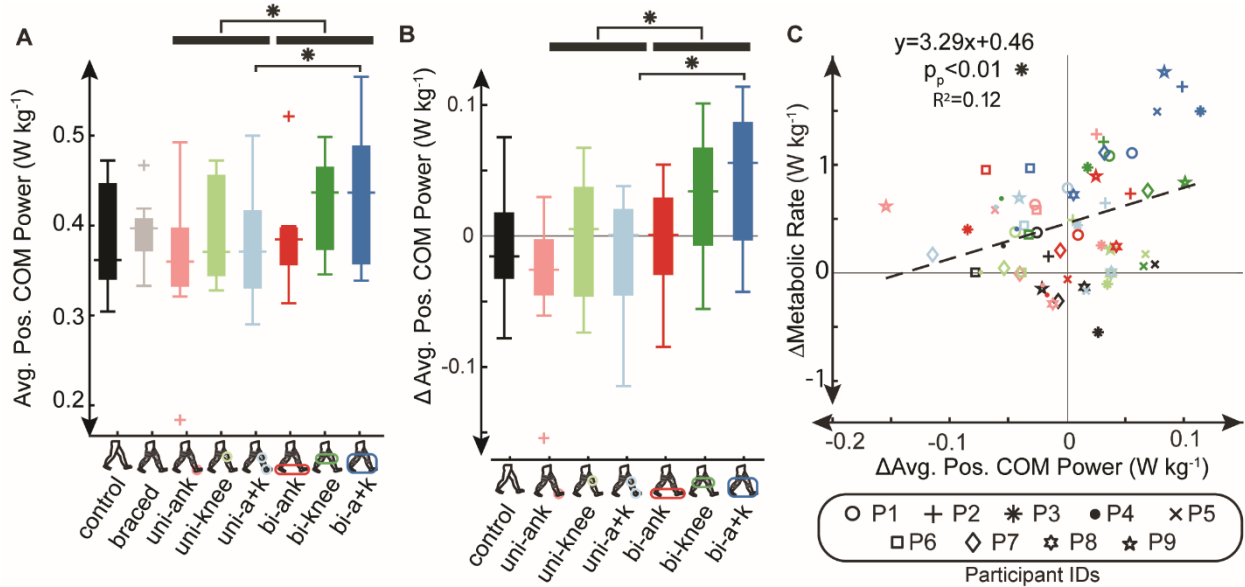 A
*
*
Avg. Pos. COM Power (W kg-1)
0.5
0.4
0.3
0.2
control
braced
uni-ank
uni-knee
uni-a+k
bi-ank
bi-knee
bi-a+k
B
*
*
Δ Avg. Pos. COM Power (W kg-1)
0.1
0
-0.1
control
uni-ank
uni-knee
uni-a+k
bi-ank
bi-knee
bi-a+k
C
y=3.29x+0.46
pp<0.01 *
R²=0.12
ΔMetabolic Rate (W kg-1)
1
0
-1
-0.2
-0.1
0
0.1
ΔAvg. Pos. COM Power (W kg-1)
P1 P2 P3 P4 P5
P6 P7 P8 P9
Participant IDs